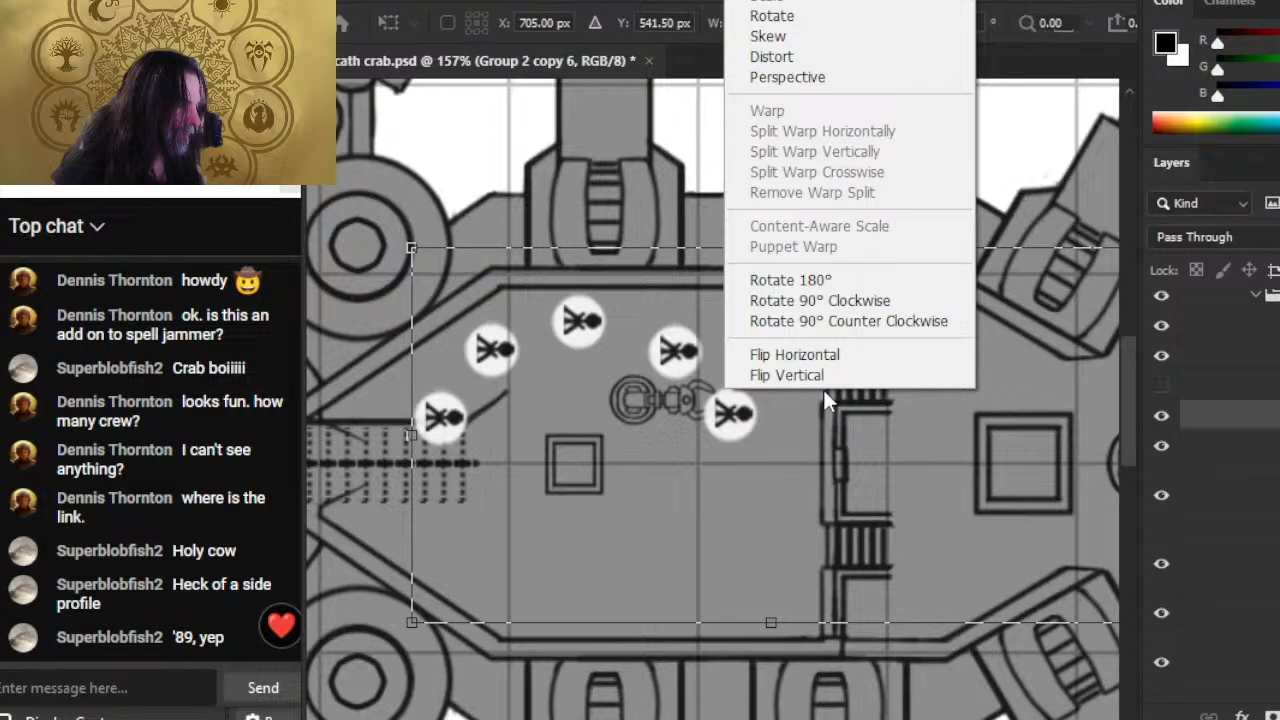 X: 705.00 px
Y: 541.50 px
W:
°
0.00
0.
cath crab.psd @ 157% (Group 2 copy 6, RGB/8) *
Rotate
Skew
Distort
Perspective
Warp
Split Warp Horizontally
Split Warp Vertically
Split Warp Crosswise
Remove Warp Split
Content-Aware Scale
Puppet Warp
Rotate 180°
Rotate 90° Clockwise
Rotate 90° Counter Clockwise
Flip Horizontal
Flip Vertical
Color
Channels
R
G
B
Layers
Kind
Pass Through
Lock:
fx
Top chat
Dennis Thornton howdy 🤠
Dennis Thornton ok. is this an
add on to spell jammer?
Superblobfish2 Crab boiiiii
Dennis Thornton looks fun. how
many crew?
Dennis Thornton I can't see
anything?
Dennis Thornton where is the
link.
Superblobfish2 Holy cow
Superblobfish2 Heck of a side
profile
Superblobfish2 '89, yep
Enter message here...
Send